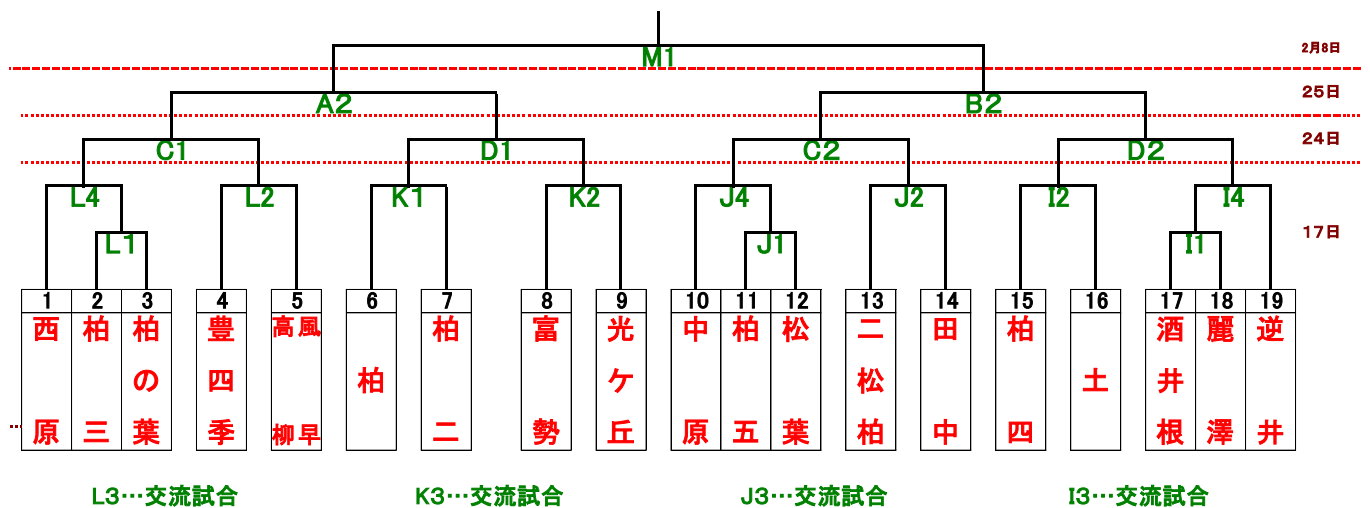 M1
2月8日
A2
B2
25日
C1
D1
C2
D2
24日
L4
L2
K1
K2
J4
J2
I2
I4
L1
J1
I1
17日
1 2 3 4 5 6 7 8 9 10 11 12 13 14 15 16 17 18 19
西原
柏三
柏の葉
豊四季
風早
高柳
柏
柏二
富勢
光ケ丘
中原
柏五
松葉
二松柏
田中
柏四
土
酒井根
麗澤
逆井
L3…交流試合
K3…交流試合
J3…交流試合
I3…交流試合